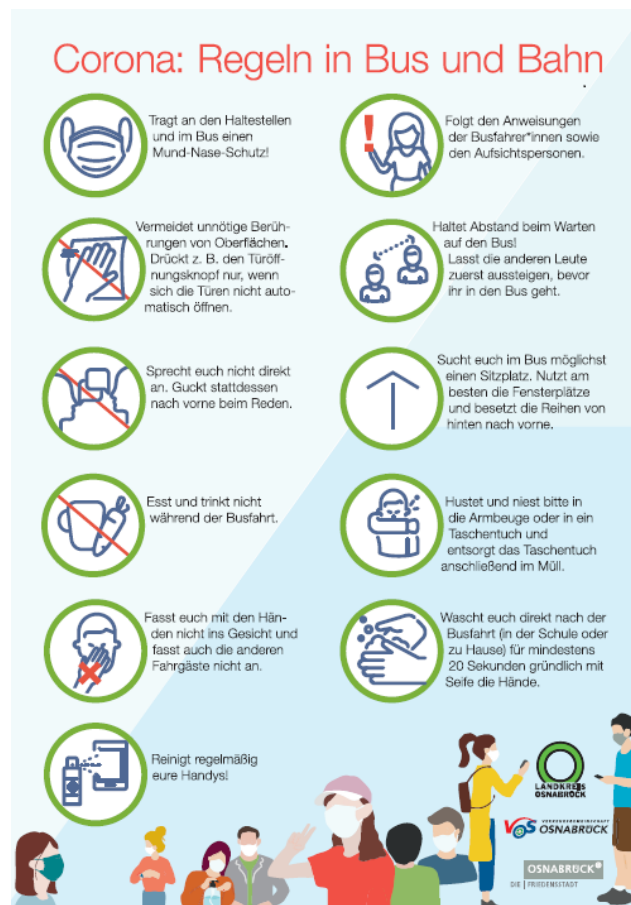 Corona: Regeln in Bus und Bahn
Tragt an den Haltestellen
und im Bus einen
Mund-Nase-Schutz!
Folgt den Anweisungen
der Busfahrer*innen sowie
den Aufsichtspersonen.
Vermeidet unnötige Berüh-
rungen von Oberflächen.
Drückt z. B. den Türöff-
nungsknopf nur, wenn
sich die Türen nicht auto-
matisch öffnen.
Haltet Abstand beim Warten
auf den Bus!
Lasst die anderen Leute
zuerst aussteigen, bevor
ihr in den Bus geht.
Sprecht euch nicht direkt
an. Guckt stattdessen
nach vorne beim Reden.
Sucht euch im Bus möglichst
einen Sitzplatz. Nutzt am
besten die Fensterplätze
und besetzt die Reihen von
hinten nach vorne.
Esst und trinkt nicht
während der Busfahrt.
Hustet und niest bitte in
die Armbeuge oder in ein
Taschentuch und
entsorgt das Taschentuch
anschließend im Müll.
Fasst euch mit den Hän-
den nicht ins Gesicht und
fasst auch die anderen
Fahrgäste nicht an.
Wascht euch direkt nach der
Busfahrt (in der Schule oder
zu Hause) für mindestens
20 Sekunden gründlich mit
Seife die Hände.
Reinigt regelmäßig
eure Handys!
LANDKREIS
OSNABRÜCK
VERKEHRSGEMEINSCHAFT
VOS OSNABRÜCK
OSNABRÜCK
DIE | FRIEDENSSTADT